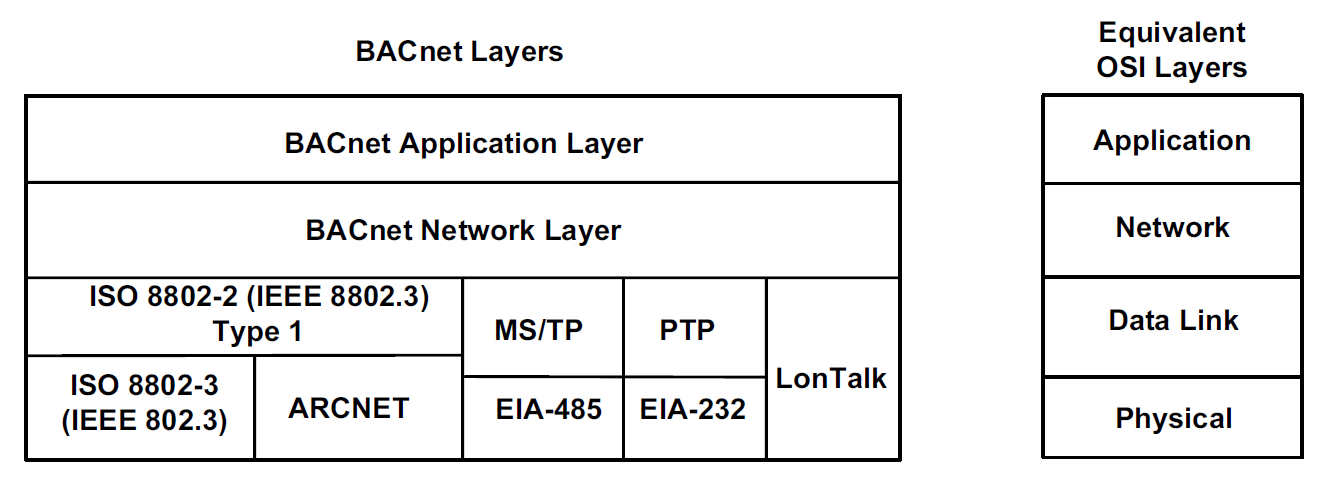 BACnet Layers
Equivalent
OSI Layers
BACnet Application Layer
Application
BACnet Network Layer
Network
ISO 8802-2 (IEEE 8802.3)
Type 1
MS/TP
PTP
LonTalk
Data Link
ISO 8802-3
(IEEE 802.3)
ARCNET
EIA-485
EIA-232
Physical